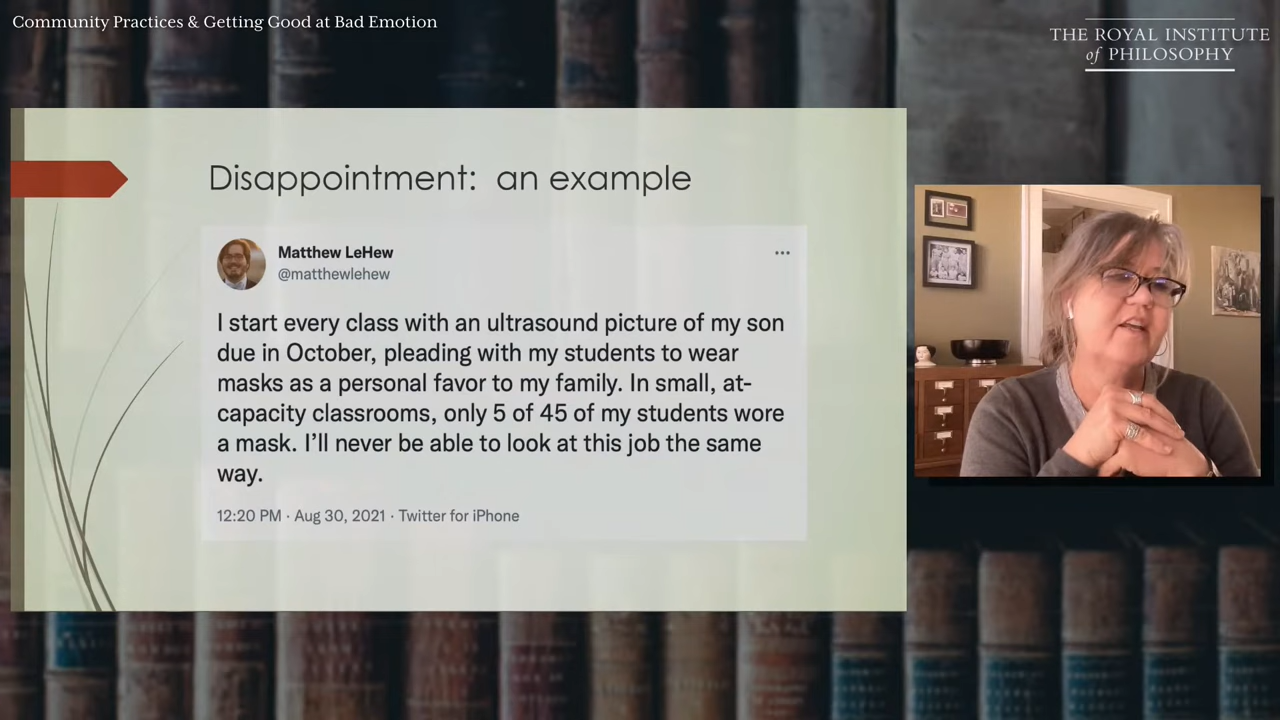 Community Practices & Getting Good at Bad Emotion
THE ROYAL INSTITUTE
of PHILOSOPHY
Disappointment: an example
Matthew LeHew
@matthewlehew
I start every class with an ultrasound picture of my son
due in October, pleading with my students to wear
masks as a personal favor to my family. In small, at-
capacity classrooms, only 5 of 45 of my students wore
a mask. I’ll never be able to look at this job the same
way.
12:20 PM · Aug 30, 2021 · Twitter for iPhone